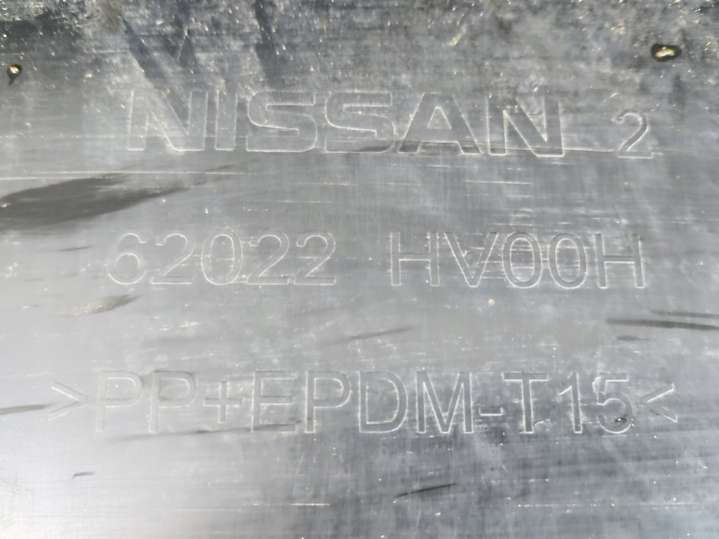 NISSAN 2
62022 HV00H
>PP+EPDM-T15<